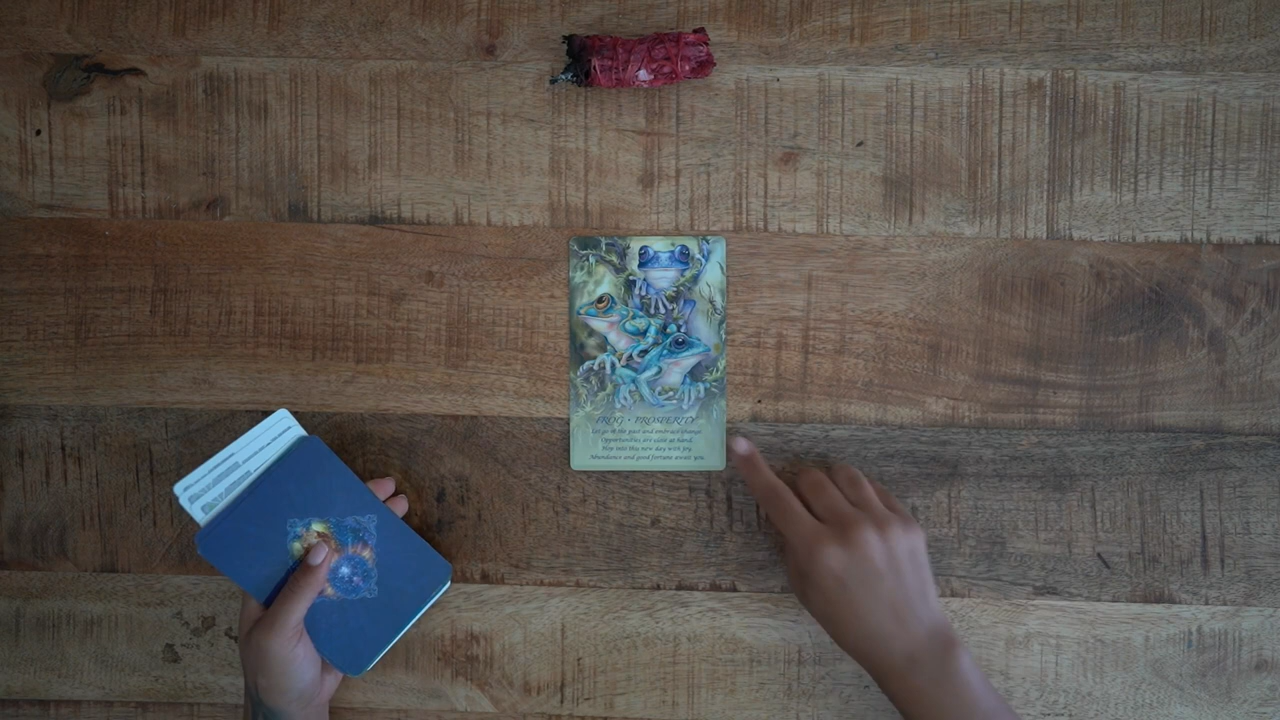 FROG • PROSPERITY
Let go of the past and embrace change.
Opportunities are close at hand.
Hop into this new day with joy.
Abundance and good fortune await you.